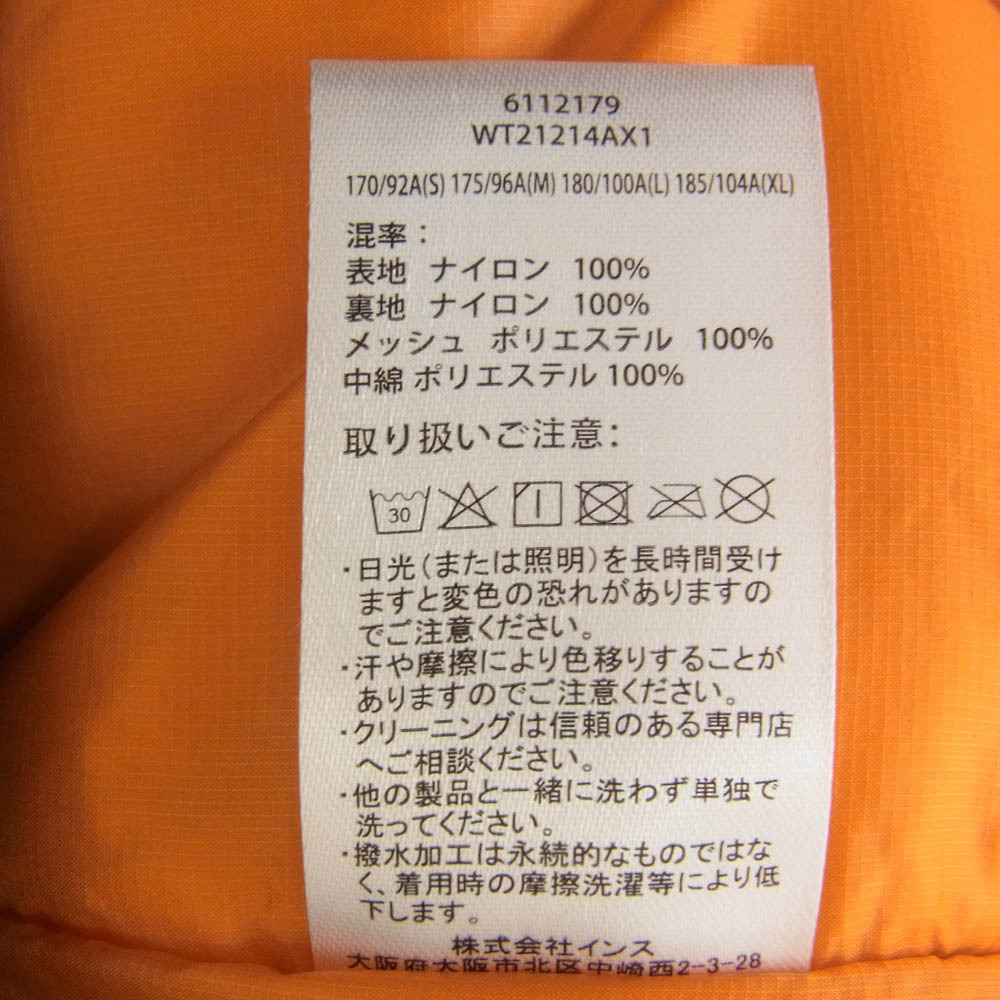 6112179
WT21214AX1
170/92A(S) 175/96A(M) 180/100A(L) 185/104A(XL)
混率：
表地 ナイロン 100%
裏地 ナイロン 100%
メッシュ ポリエステル 100%
中綿 ポリエステル 100%
取り扱いご注意：
30
・日光（または照明）を長時間受け
ますと変色の恐れがありますの
でご注意ください。
・汗や摩擦により色移りすることが
ありますのでご注意ください。
・クリーニングは信頼のある専門店
へご相談ください。
・他の製品と一緒に洗わず単独で
洗ってください。
・撥水加工は永続的なものではな
く、着用時の摩擦洗濯等により低
下します。
株式会社インス
大阪府大阪市北区中崎西2-3-28